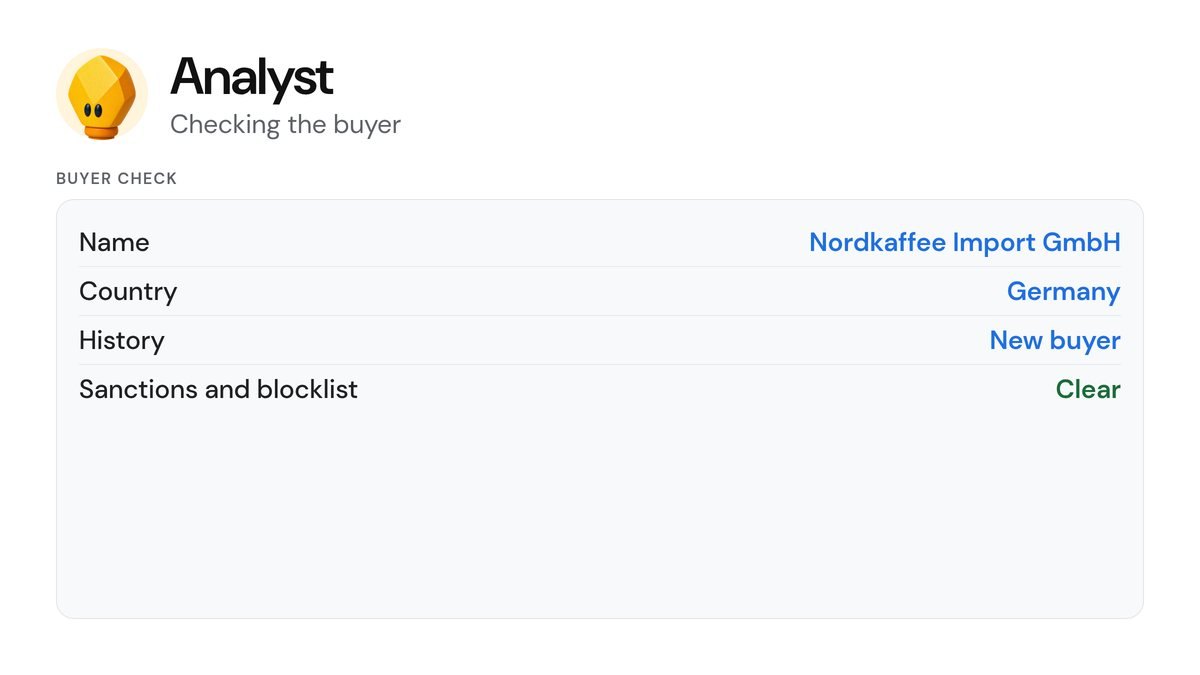 Analyst
Checking the buyer
BUYER CHECK
Name Nordkaffee Import GmbH
Country Germany
History New buyer
Sanctions and blocklist Clear